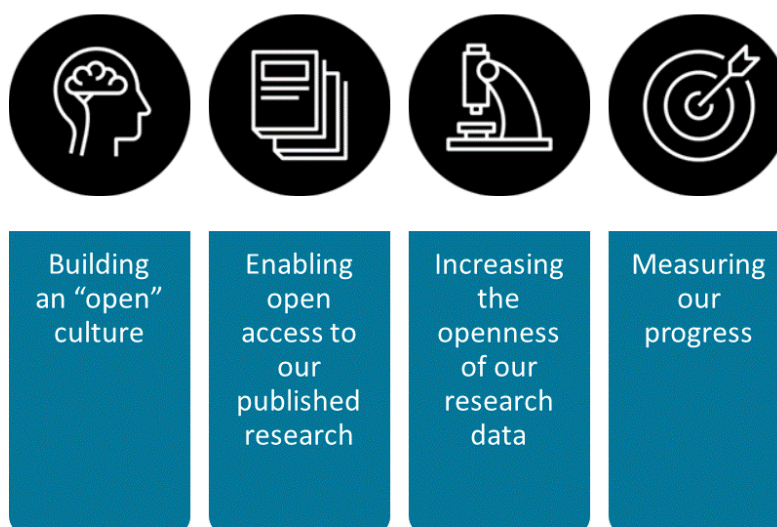 Building
an “open”
culture
Enabling
open
access to
our
published
research
Increasing
the
openness
of our
research
data
Measuring
our
progress